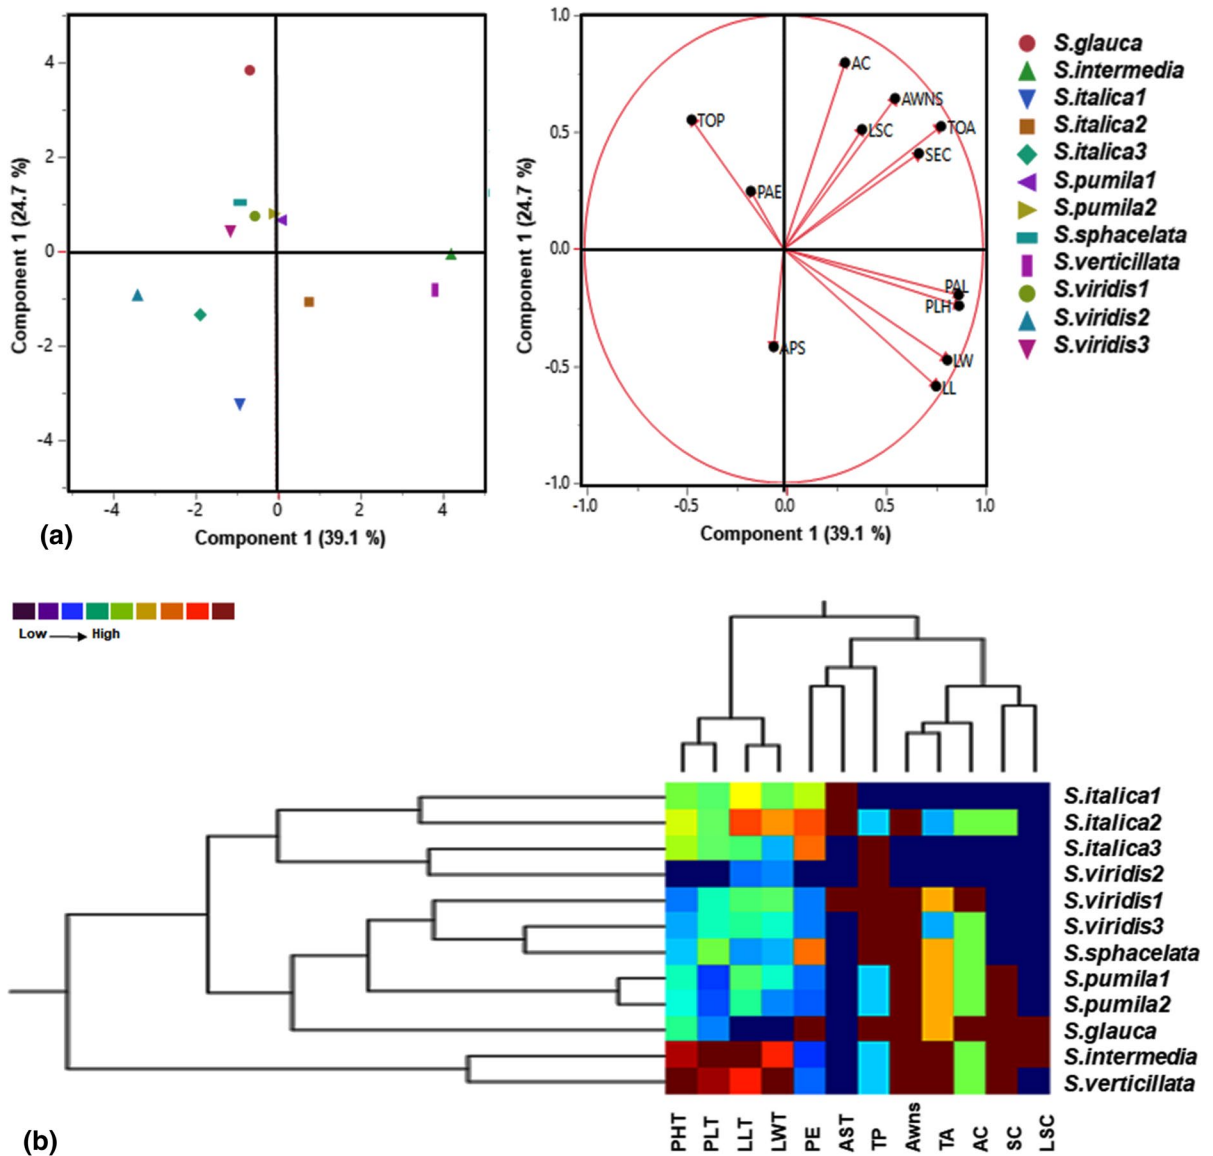 4
2
0
-2
-4
-4
-2
0
2
4
Component 1 (24.7 %)
Component 1 (39.1 %)
(a)
1.0
0.5
0.0
-0.5
-1.0
-1.0
-0.5
0.0
0.5
1.0
Component 1 (24.7 %)
Component 1 (39.1 %)
AC
AWNS
TOP
LSC
TOA
SEC
PAE
PAL
PLH
APS
LW
LL
S.glauca
S.intermedia
S.italica1
S.italica2
S.italica3
S.pumila1
S.pumila2
S.sphacelata
S.verticillata
S.viridis1
S.viridis2
S.viridis3
Low High
S.italica1
S.italica2
S.italica3
S.viridis2
S.viridis1
S.viridis3
S.sphacelata
S.pumila1
S.pumila2
S.glauca
S.intermedia
S.verticillata
PHT
PLT
LLT
LWT
PE
AST
TP
Awns
TA
AC
SC
LSC
(b)